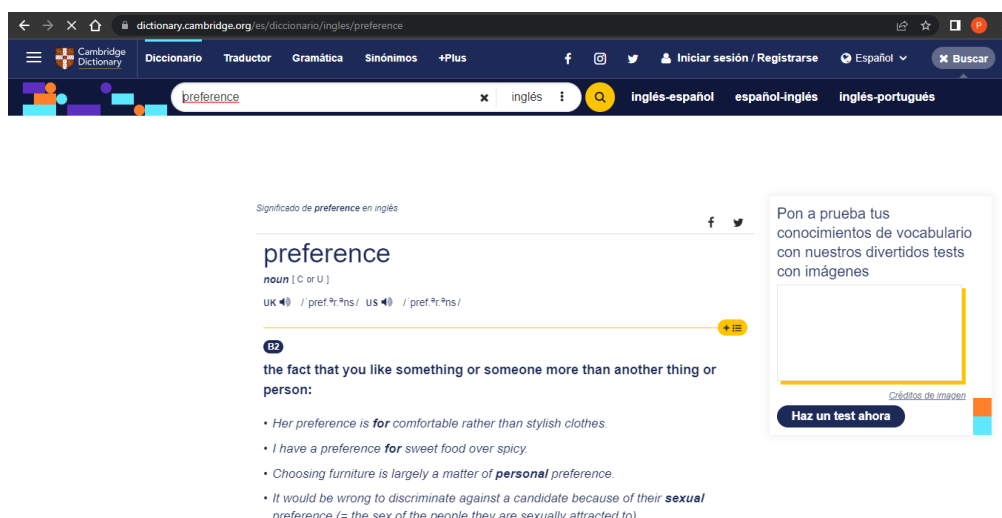 dictionary.cambridge.org/es/diccionario/ingles/preference
P
Cambridge
Dictionary
Diccionario Traductor Gramática Sinónimos +Plus
Iniciar sesión / Registrarse
Español
Buscar
preference
inglés
inglés-español español-inglés inglés-portugués
Significado de preference en inglés
preference
noun [ C or U ]
UK /ˈpref.ᵊr.ᵊns/ US /ˈpref.ᵊr.ᵊns/
B2
the fact that you like something or someone more than another thing or
person:
• Her preference is for comfortable rather than stylish clothes.
• I have a preference for sweet food over spicy.
• Choosing furniture is largely a matter of personal preference.
• It would be wrong to discriminate against a candidate because of their sexual
preference (= the sex of the people they are sexually attracted to).
Pon a prueba tus
conocimientos de vocabulario
con nuestros divertidos tests
con imágenes
Créditos de imagen
Haz un test ahora